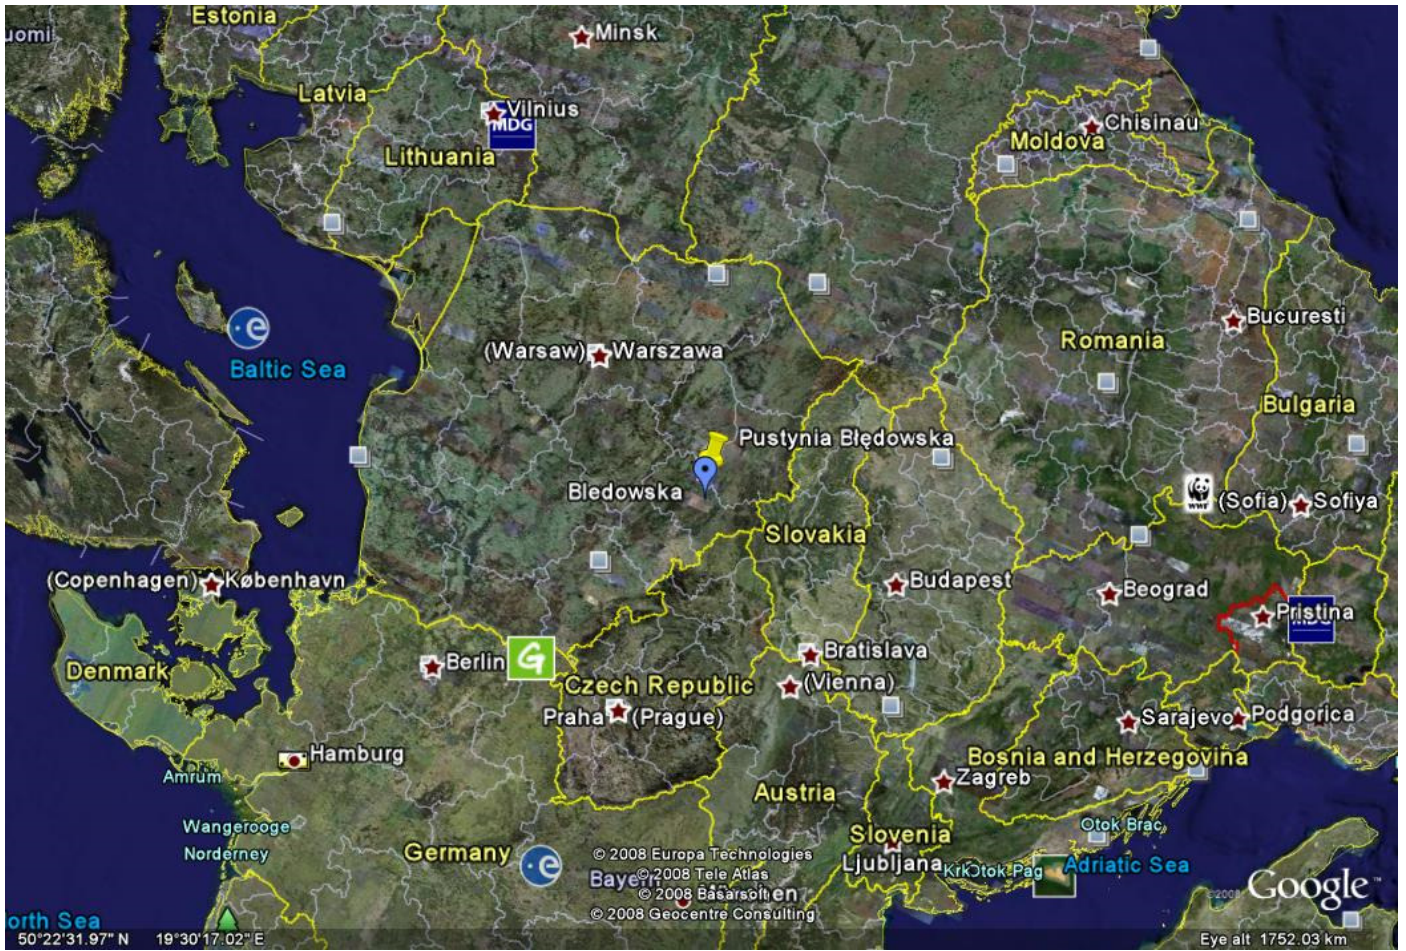 Estonia
uomi
Minsk
Latvia
Vilnius
MDG
Lithuania
Chisinau
Moldova
Bucuresti
Romania
(Warsaw) Warszawa
Baltic Sea
Bulgaria
Pustynia Błędowska
Bledowska
WWF
(Sofia) Sofiya
Slovakia
(Copenhagen) København
Budapest
Beograd
Pristina
MDG
Bratislava
Berlin
G
Denmark
Czech Republic
(Vienna)
Praha (Prague)
Sarajevo
Podgorica
Hamburg
Bosnia and Herzegovina
Amrum
Zagreb
Austria
Wangerooge
Otok Brac
Slovenia
Norderney
Germany
e
© 2008 Europa Technologies
Ljubljana
Krk
Otok Pag
Adriatic Sea
© 2008 Tele Atlas
© 2008 Basarsoft
© 2008 Geocentre Consulting
©2008 Google™
orth Sea
50°22'31.97" N 19°30'17.02" E
Eye alt 1752.03 km